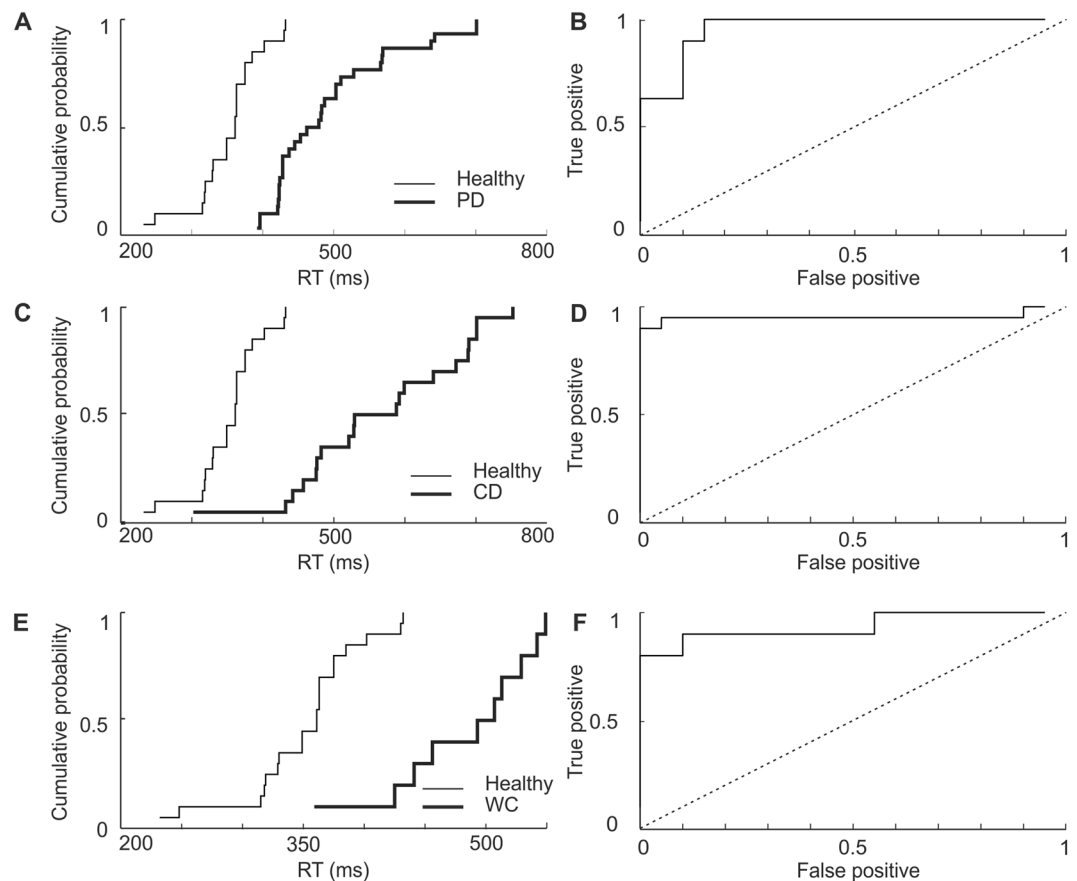 A
Cumulative probability
1
0.5
0
Healthy
PD
200
500
800
RT (ms)
B
True positive
1
0.5
0
0
0.5
1
False positive
C
Cumulative probability
1
0.5
0
Healthy
CD
200
500
800
RT (ms)
D
True positive
1
0.5
0
0
0.5
1
False positive
E
Cumulative probability
1
0.5
0
Healthy
WC
200
350
500
RT (ms)
F
True positive
1
0.5
0
0
0.5
1
False positive